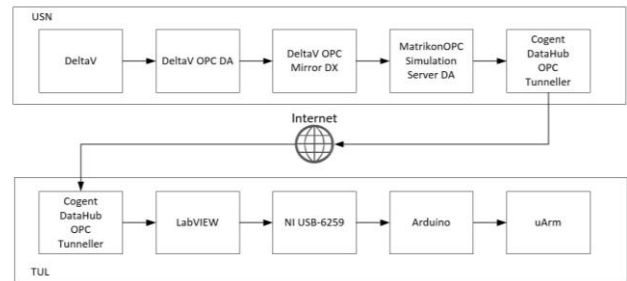 USN
DeltaV
DeltaV OPC DA
DeltaV OPC
Mirror DX
MatrikonOPC
Simulation
Server DA
Cogent
DataHub
OPC
Tunneller
Internet
Cogent
DataHub
OPC
Tunneller
LabVIEW
NI USB-6259
Arduino
uArm
TUL